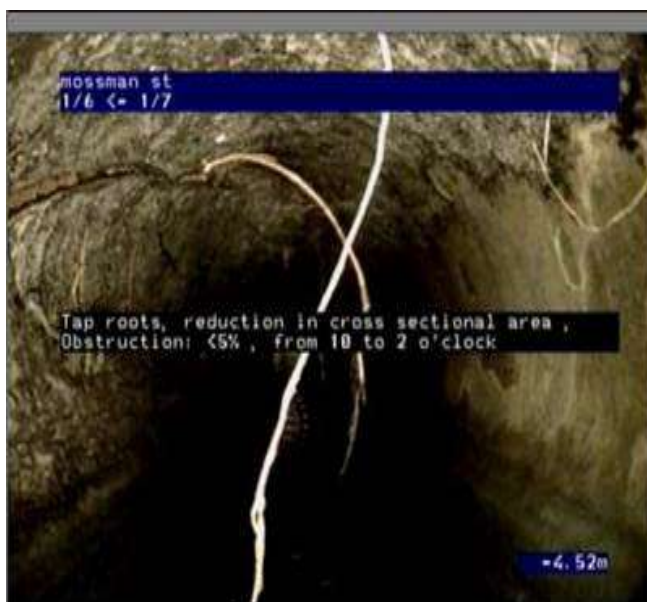 mossman st
1/6 <= 1/7
Tap roots, reduction in cross sectional area ,
Obstruction: <5% , from 10 to 2 o'clock
=4.52m